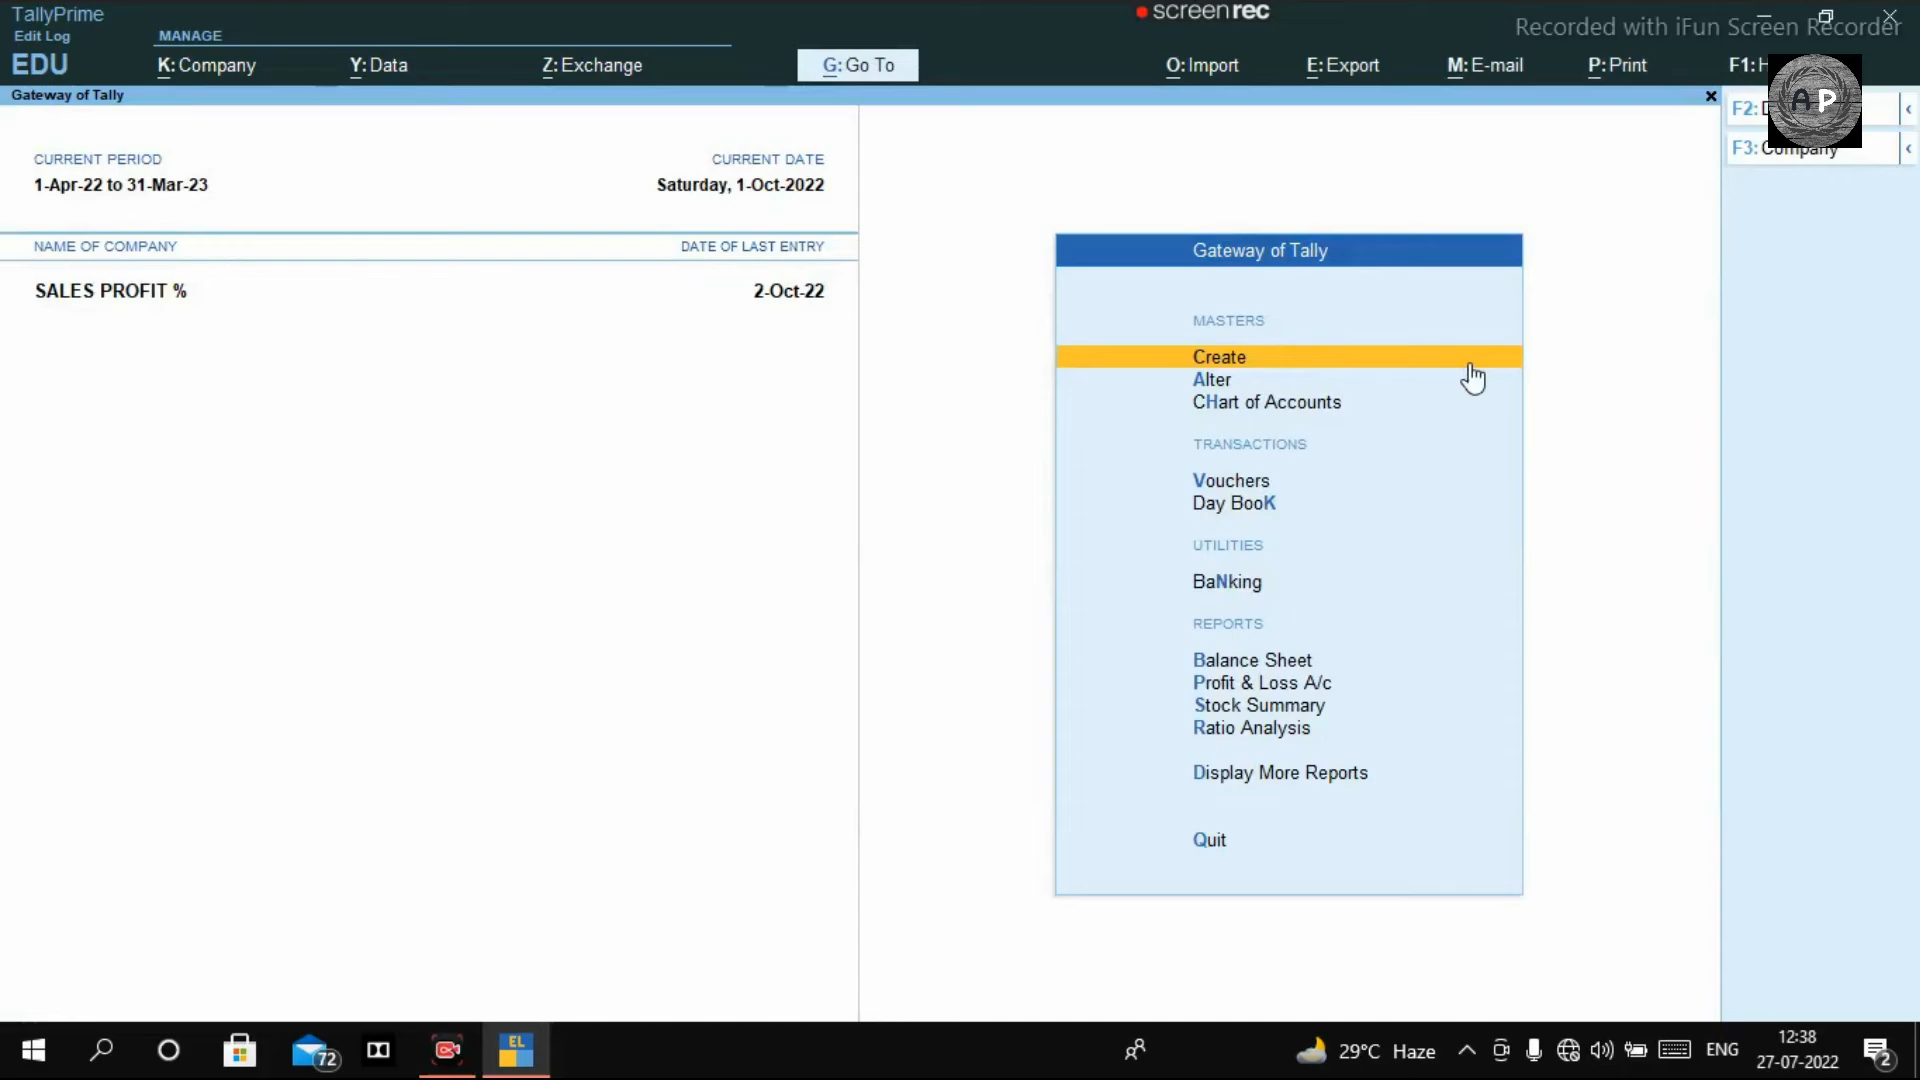 TallyPrime
Edit Log
EDU
MANAGE
K: Company
Y: Data
Z: Exchange
G: Go To
O: Import
E: Export
M: E-mail
P: Print
F1:
screenrec
Recorded with iFun Screen Recorder
Gateway of Tally
AP
F2:
F3: Company
CURRENT PERIOD
CURRENT DATE
1-Apr-22 to 31-Mar-23
Saturday, 1-Oct-2022
NAME OF COMPANY
DATE OF LAST ENTRY
SALES PROFIT %
2-Oct-22
Gateway of Tally
MASTERS
Create
Alter
CHart of Accounts
TRANSACTIONS
Vouchers
Day BooK
UTILITIES
BaNking
REPORTS
Balance Sheet
Profit & Loss A/c
Stock Summary
Ratio Analysis
Display More Reports
Quit
72
EL
29°C Haze
ENG
12:38
27-07-2022
2